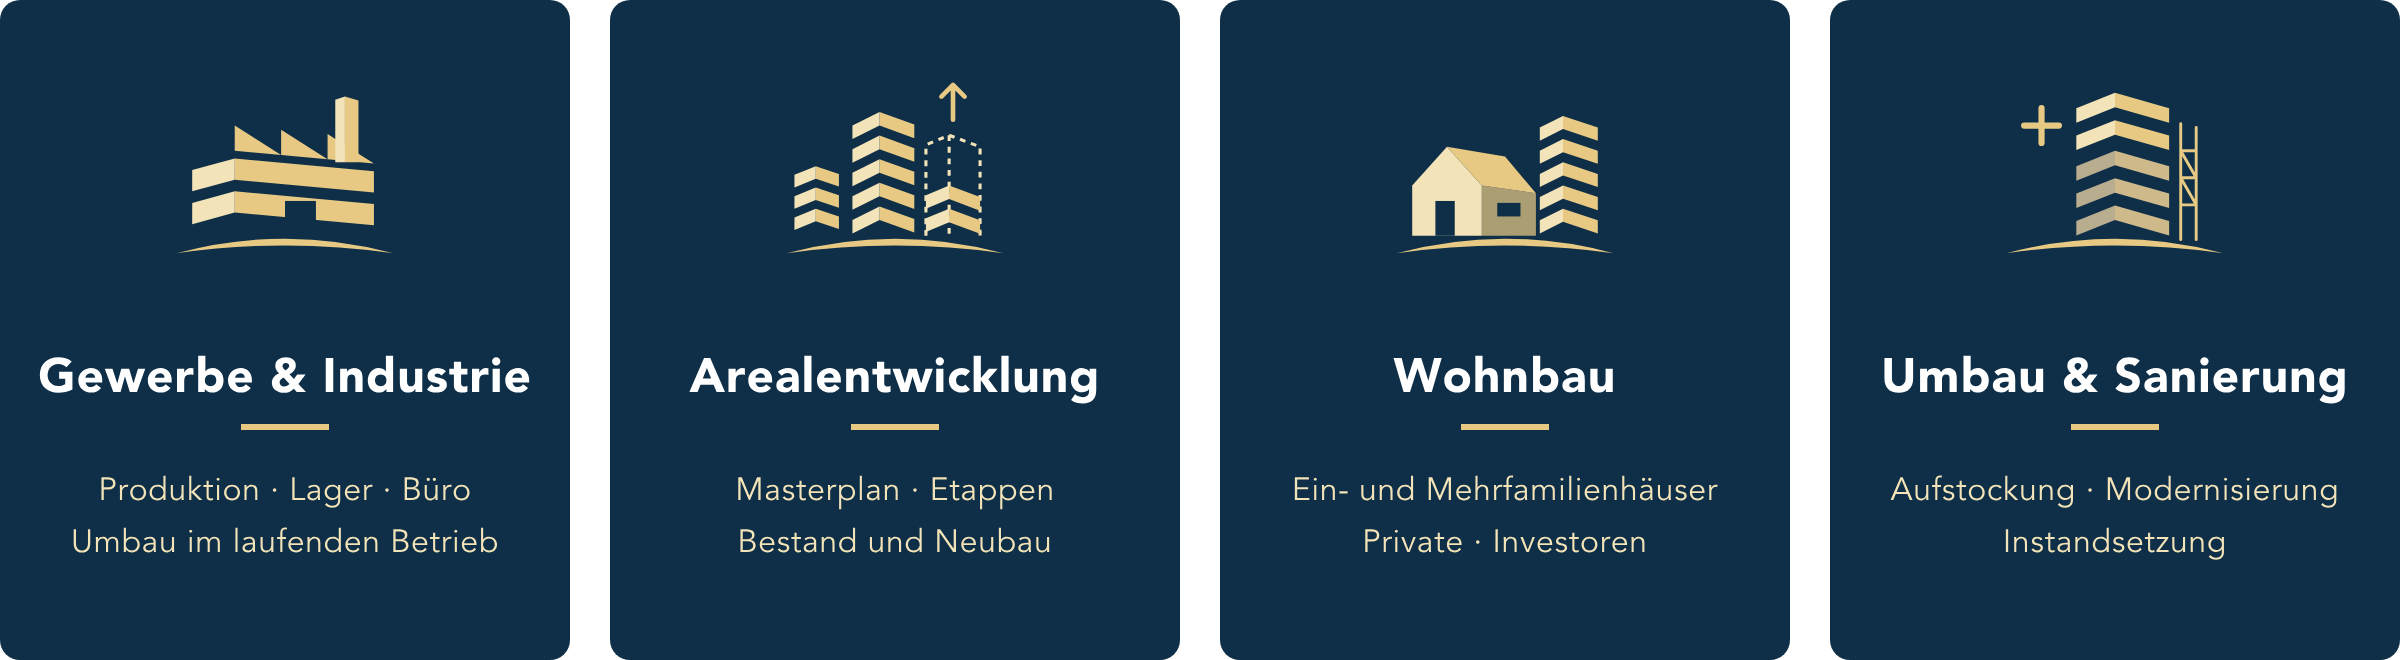 Gewerbe & Industrie
Produktion · Lager · Büro
Umbau im laufenden Betrieb
Arealentwicklung
Masterplan · Etappen
Bestand und Neubau
Wohnbau
Ein- und Mehrfamilienhäuser
Private · Investoren
Umbau & Sanierung
Aufstockung · Modernisierung
Instandsetzung